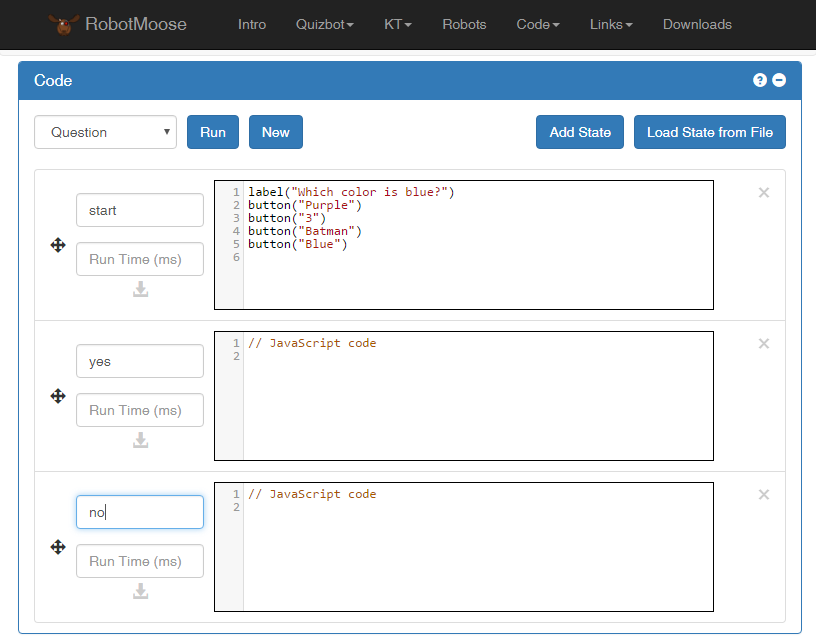 RobotMoose Intro Quizbot KT Robots Code Links Downloads
Code
Question Run New Add State Load State from File
start
Run Time (ms)
1 label("Which color is blue?")
2 button("Purple")
3 button("3")
4 button("Batman")
5 button("Blue")
6
yes
Run Time (ms)
1 // JavaScript code
2
no
Run Time (ms)
1 // JavaScript code
2